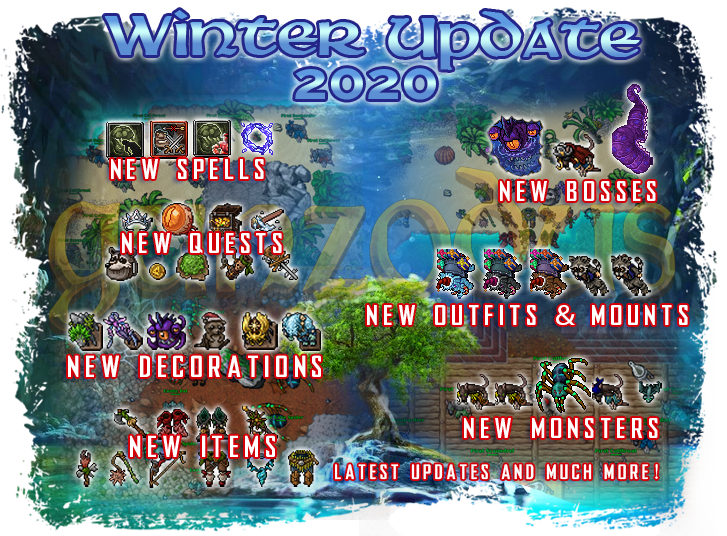 Winter Update
2020
NEW SPELLS
NEW BOSSES
NEW QUESTS
NEW OUTFITS & MOUNTS
NEW DECORATIONS
NEW MONSTERS
NEW ITEMS
LATEST UPDATES AND MUCH MORE!